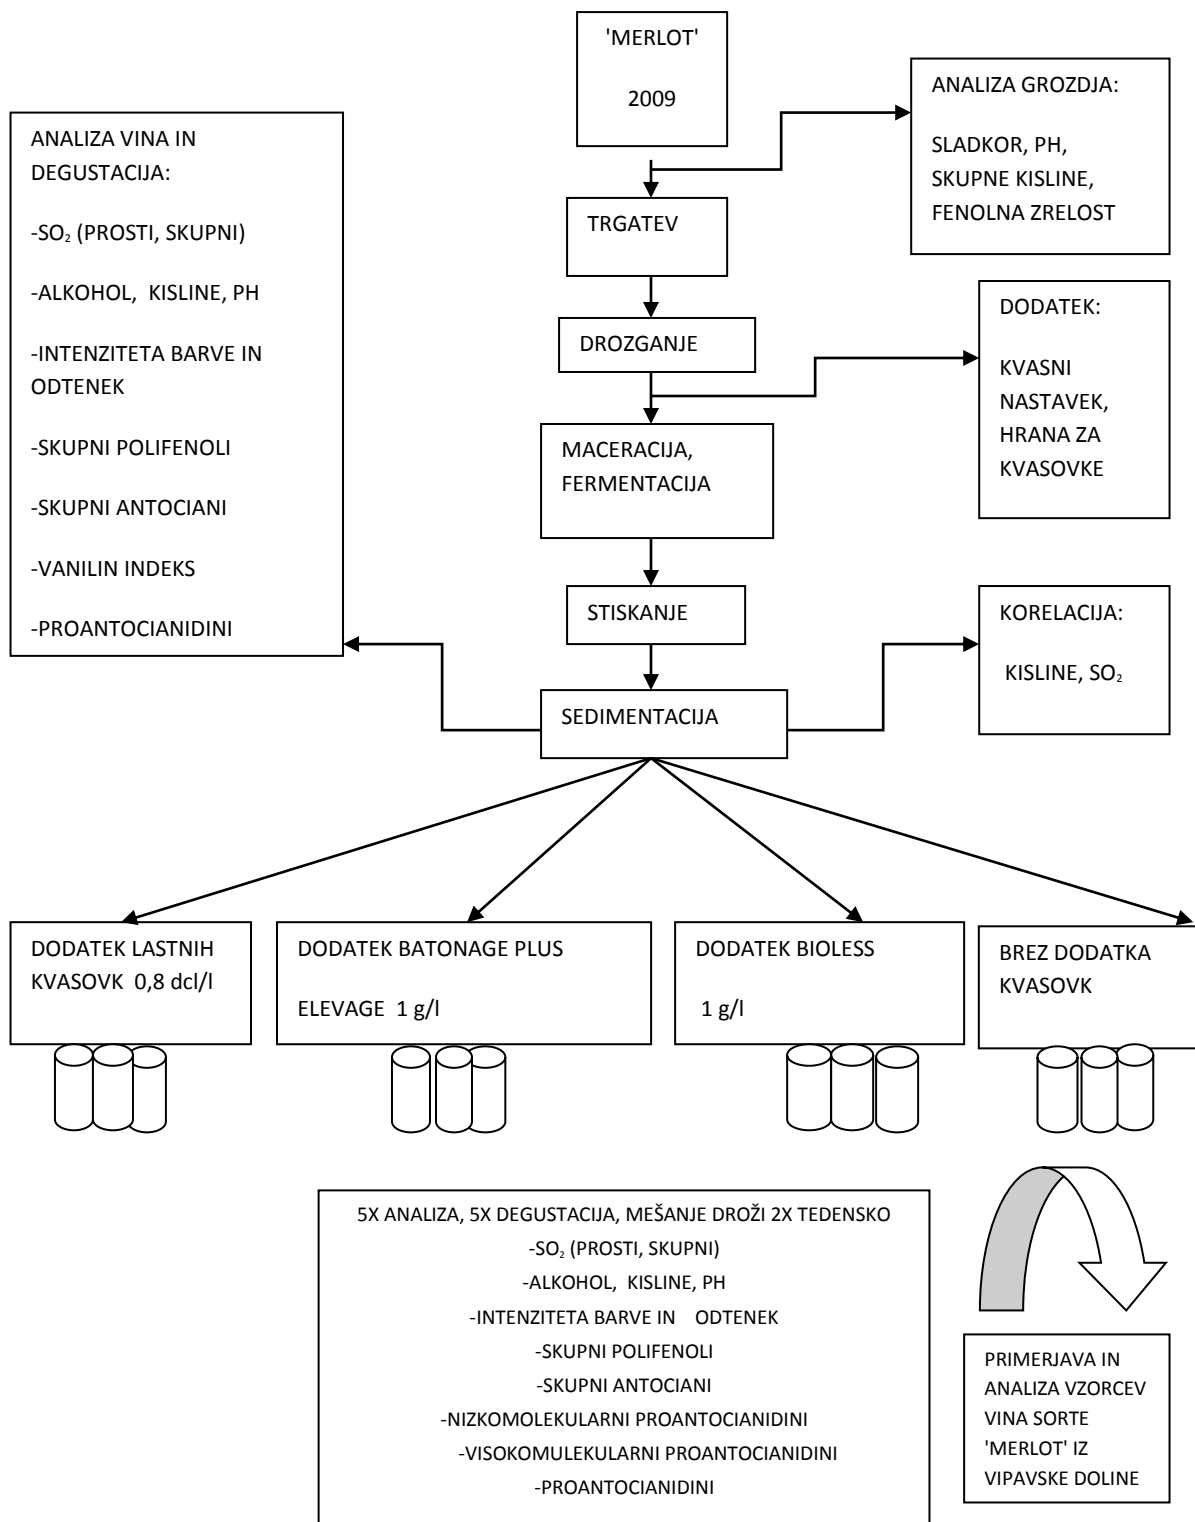 'MERLOT'
2009
ANALIZA GROZDJA:
SLADKOR, PH,
SKUPNE KISLINE,
FENOLNA ZRELOST
ANALIZA VINA IN
DEGUSTACIJA:
-SO₂ (PROSTI, SKUPNI)
-ALKOHOL, KISLINE, PH
-INTENZITETA BARVE IN
ODTENEK
-SKUPNI POLIFENOLI
-SKUPNI ANTOCIANI
-VANILIN INDEKS
-PROANTOCIANIDINI
TRGATEV
DROZGANJE
DODATEK:
KVASNI
NASTAVEK,
HRANA ZA
KVASOVKE
MACERACIJA,
FERMENTACIJA
STISKANJE
KORELACIJA:
KISLINE, SO₂
SEDIMENTACIJA
DODATEK LASTNIH
KVASOVK 0,8 dcl/l
DODATEK BATONAGE PLUS
ELEVAGE 1 g/l
DODATEK BIOLESS
1 g/l
BREZ DODATKA
KVASOVK
5X ANALIZA, 5X DEGUSTACIJA, MEŠANJE DROŽI 2X TEDENSKO
-SO₂ (PROSTI, SKUPNI)
-ALKOHOL, KISLINE, PH
-INTENZITETA BARVE IN ODTENEK
-SKUPNI POLIFENOLI
-SKUPNI ANTOCIANI
-NIZKOMOLEKULARNI PROANTOCIANIDINI
-VISOKOMULEKULARNI PROANTOCIANIDINI
-PROANTOCIANIDINI
PRIMERJAVA IN
ANALIZA VZORCEV
VINA SORTE
'MERLOT' IZ
VIPAVSKE DOLINE